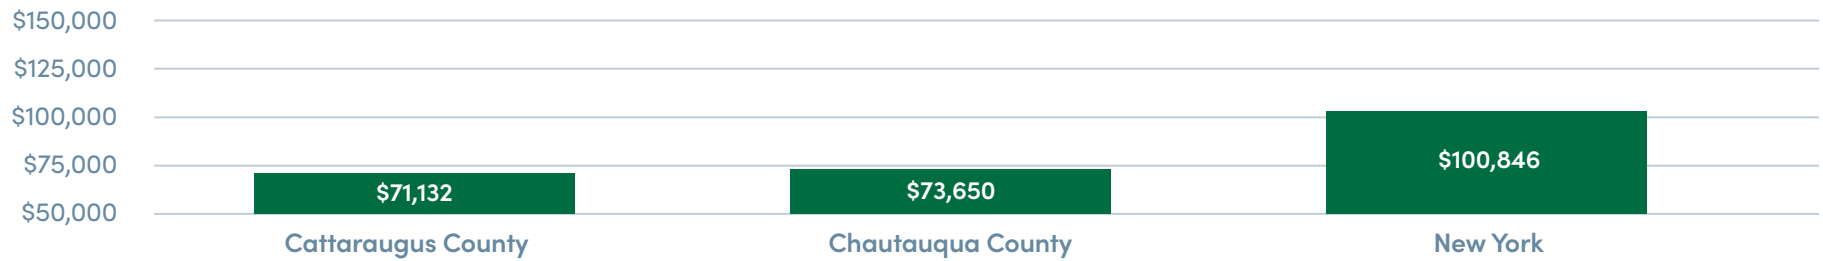 $150,000
$125,000
$100,000
$75,000
$50,000
$71,132
$73,650
$100,846
Cattaraugus County
Chautauqua County
New York